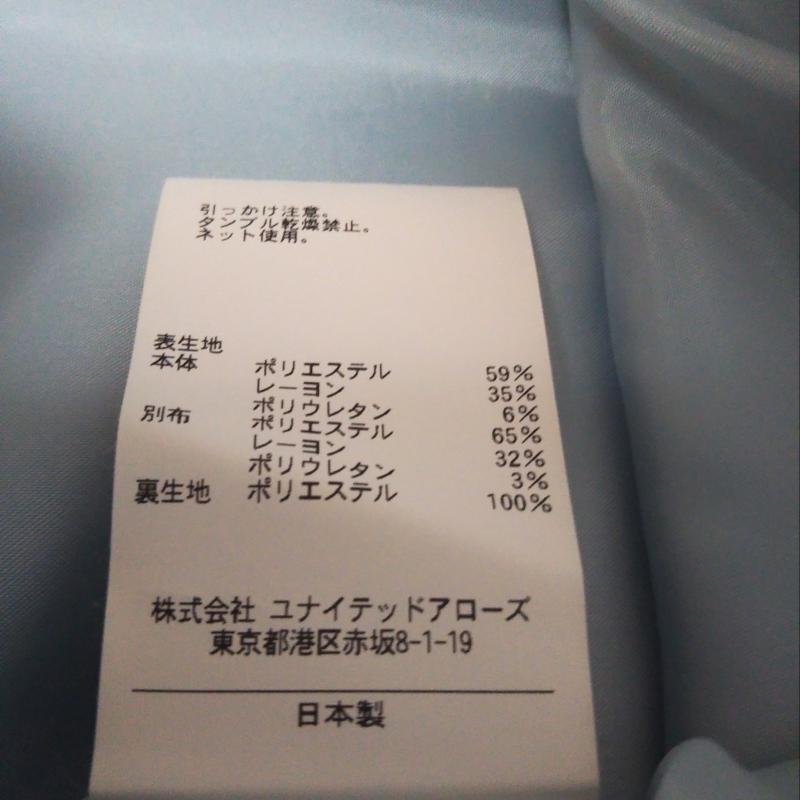 引っかけ注意。
タンブル乾燥禁止。
ネット使用。
表生地
本体 ポリエステル 59%
レーヨン 35%
ポリウレタン 6%
別布 ポリエステル 65%
レーヨン 32%
ポリウレタン 3%
裏生地 ポリエステル 100%
株式会社 ユナイテッドアローズ
東京都港区赤坂8-1-19
日本製